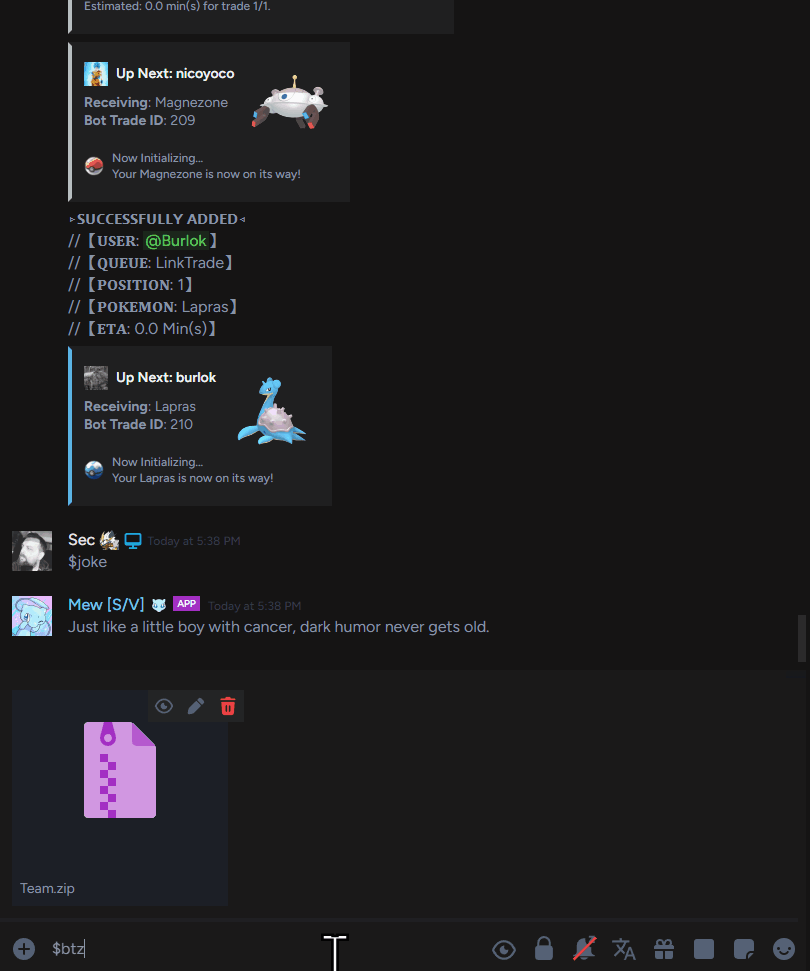 Estimated: 0.0 min(s) for trade 1/1.
Up Next: nicoyoco
Receiving: Magnezone
Bot Trade ID: 209
Now Initializing...
Your Magnezone is now on its way!
▹𝐒𝐔𝐂𝐂𝐄𝐒𝐒𝐅𝐔𝐋𝐋𝐘 𝐀𝐃𝐃𝐄𝐃◃
//【𝐔𝐒𝐄𝐑: @Burlok】
//【𝐐𝐔𝐄𝐔𝐄: LinkTrade】
//【𝐏𝐎𝐒𝐈𝐓𝐈𝐎𝐍: 1】
//【𝐏𝐎𝐊𝐄𝐌𝐎𝐍: Lapras】
//【𝐄𝐓𝐀: 0.0 Min(s)】
Up Next: burlok
Receiving: Lapras
Bot Trade ID: 210
Now Initializing...
Your Lapras is now on its way!
Sec Today at 5:38 PM
$joke
Mew [S/V] APP Today at 5:38 PM
Just like a little boy with cancer, dark humor never gets old.
Team.zip
$btz